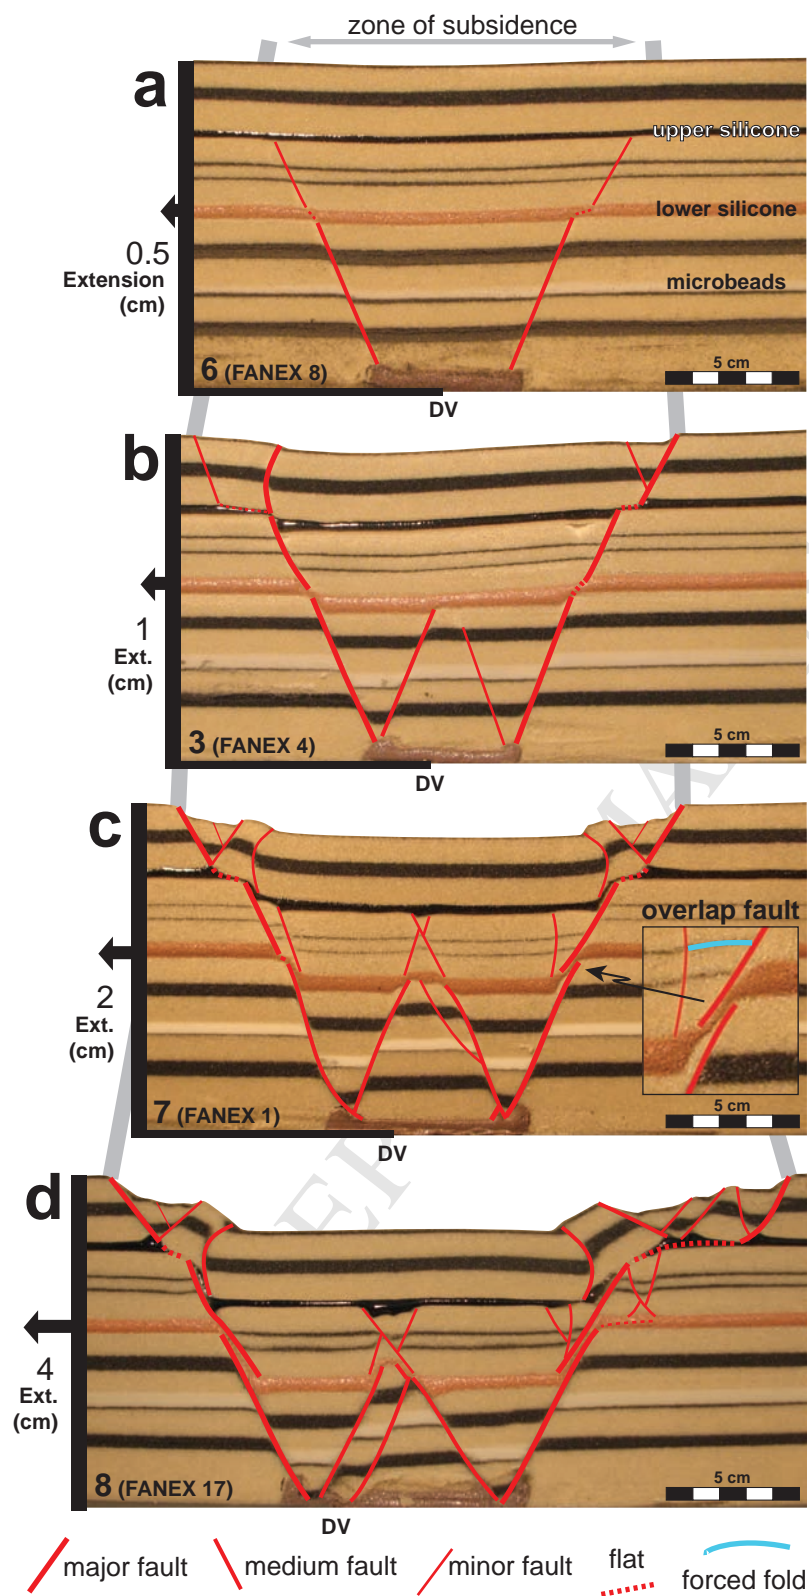 zone of subsidence
a
upper silicone
lower silicone
0.5
Extension
(cm)
microbeads
6 (FANEX 8)
5 cm
DV
b
1
Ext.
(cm)
3 (FANEX 4)
5 cm
DV
c
overlap fault
2
Ext.
(cm)
7 (FANEX 1)
5 cm
DV
d
4
Ext.
(cm)
8 (FANEX 17)
5 cm
DV
major fault
medium fault
minor fault
flat
forced fold